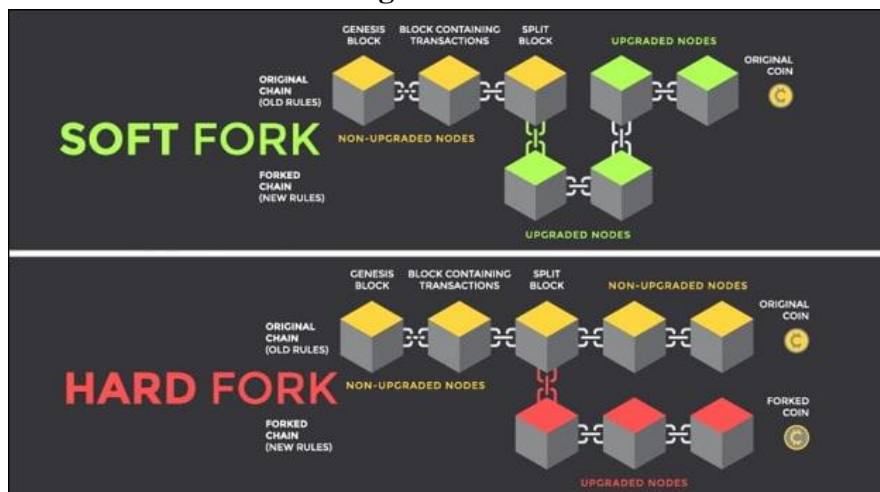 GENESIS
BLOCK
BLOCK CONTAINING
TRANSACTIONS
SPLIT
BLOCK
UPGRADED NODES
ORIGINAL
CHAIN
(OLD RULES)
ORIGINAL
COIN
SOFT FORK
NON-UPGRADED NODES
FORKED
CHAIN
(NEW RULES)
UPGRADED NODES
GENESIS
BLOCK
BLOCK CONTAINING
TRANSACTIONS
SPLIT
BLOCK
NON-UPGRADED NODES
ORIGINAL
CHAIN
(OLD RULES)
ORIGINAL
COIN
HARD FORK
NON-UPGRADED NODES
FORKED
CHAIN
(NEW RULES)
FORKED
COIN
UPGRADED NODES